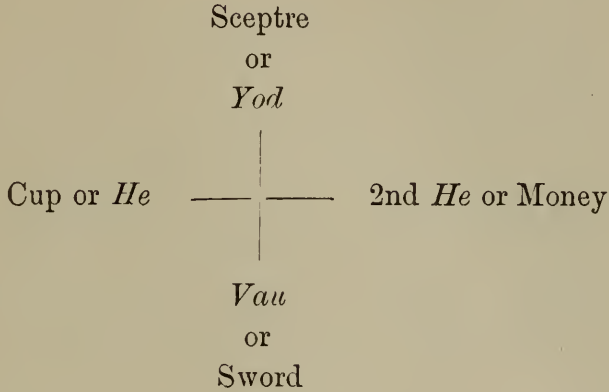 Sceptre
or
Yod
Cup or He 2nd He or Money
Vau
or
Sword